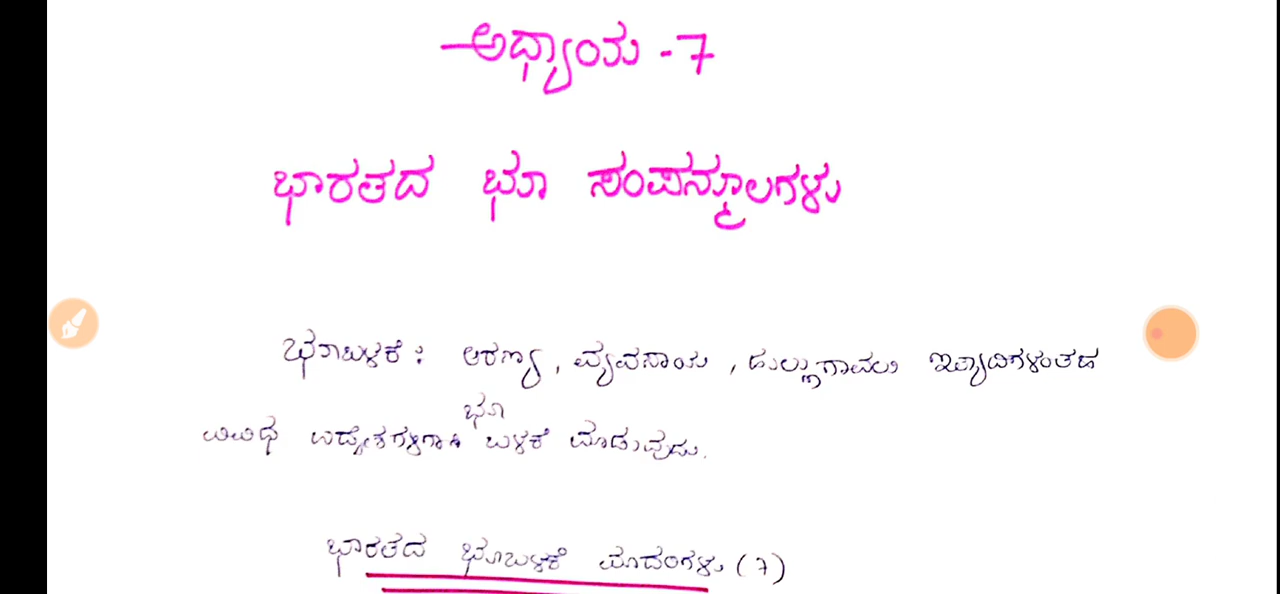 ಅಧ್ಯಾಯ - 7
ಭಾರತದ ಭೂ ಸಂಪನ್ಮೂಲಗಳು
ಭೂಬಳಕೆ : ಅರಣ್ಯ , ವ್ಯವಸಾಯ , ಹುಲ್ಲುಗಾವಲು ಇತ್ಯಾದಿಗಳಂತಹ
ಭೂ
ವಿವಿಧ ಉದ್ದೇಶಗಳಿಗಾಗಿ ಬಳಕೆ ಮಾಡುವುದು.
ಭಾರತದ ಭೂಬಳಕೆ ಮಾದರಿಗಳು (7)